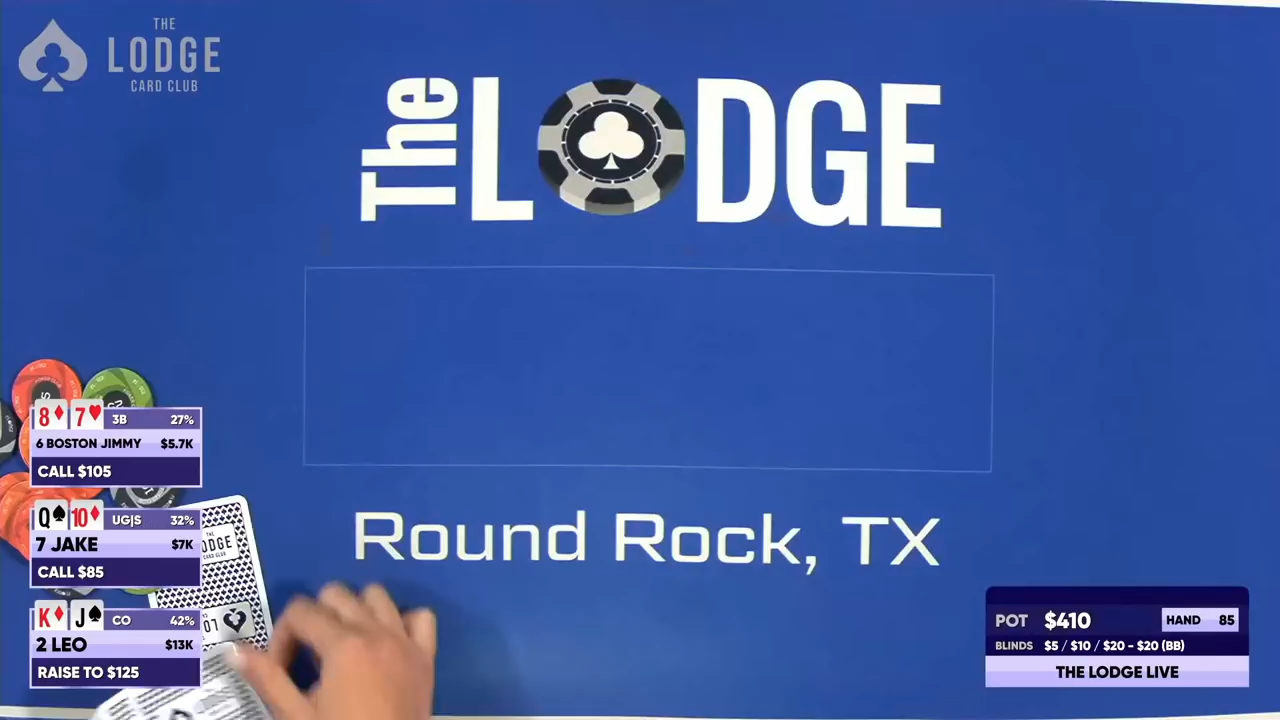 THE
LODGE
CARD CLUB
The LODGE
Round Rock, TX
8♦ 7♥ 3B 27%
6 BOSTON JIMMY $5.7K
CALL $105
Q♠ 10♦ UG|S 32%
7 JAKE $7K
CALL $85
K♦ J♠ CO 42%
2 LEO $13K
RAISE TO $125
POT $410 HAND 85
BLINDS $5 / $10 / $20 - $20 (BB)
THE LODGE LIVE